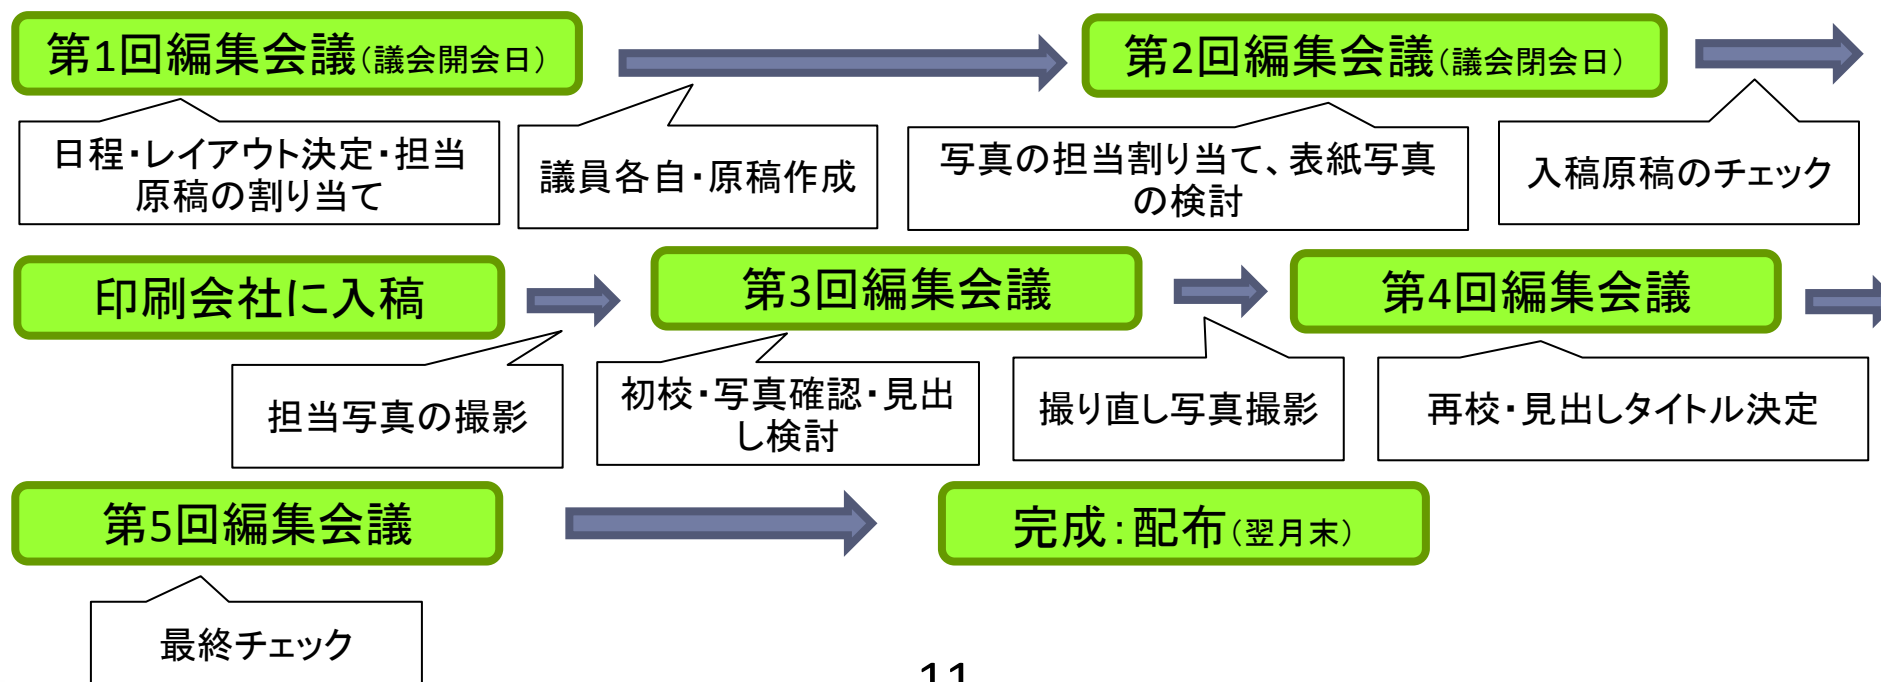 第1回編集会議(議会開会日)
第2回編集会議(議会閉会日)
日程・レイアウト決定・担当
原稿の割り当て
議員各自・原稿作成
写真の担当割り当て、表紙写真
の検討
入稿原稿のチェック
印刷会社に入稿
第3回編集会議
第4回編集会議
担当写真の撮影
初校・写真確認・見出
し検討
撮り直し写真撮影
再校・見出しタイトル決定
第5回編集会議
完成:配布(翌月末)
最終チェック
11